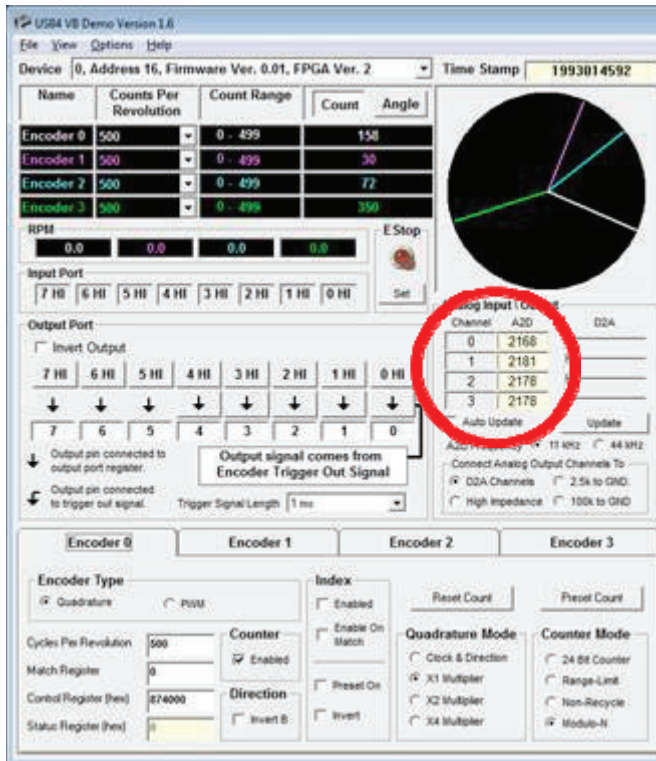 USB4 VB Demo Version 1.6
File View Options Help
Device 0, Address 16, Firmware Ver. 0.01, FPGA Ver. 2 Time Stamp 1993014592
Name Counts Per Revolution Count Range Count Angle
Encoder 0 500 0 - 499 158
Encoder 1 500 0 - 499 30
Encoder 2 500 0 - 499 72
Encoder 3 500 0 - 499 350
RPM EStop
0.0 0.0 0.0 0.0
Input Port
7 HI 6 HI 5 HI 4 HI 3 HI 2 HI 1 HI 0 HI Set
Analog Input \ Output
Channel A2D D2A
0 2168
1 2181
2 2178
3 2178
Auto Update Update
11 kHz 44 kHz
Connect Analog Output Channels To
D2A Channels 2.5k to GND
High Impedance 100k to GND
Output Port
Invert Output
7 HI 6 HI 5 HI 4 HI 3 HI 2 HI 1 HI 0 HI
7 6 5 4 3 2 1 0
Output pin connected to output port register.
Output signal comes from Encoder Trigger Out Signal
Output pin connected to trigger out signal.
Trigger Signal Length 1 ms
Encoder 0 Encoder 1 Encoder 2 Encoder 3
Encoder Type
Quadrature PWM
Cycles Per Revolution 500
Match Register 0
Control Register (hex) 874000
Status Register (hex) 0
Counter
Enabled
Direction
Invert B
Index
Enabled
Enable On Match
Preset On
Invert
Reset Count Preset Count
Quadrature Mode
Clock & Direction
X1 Multiplier
X2 Multiplier
X4 Multiplier
Counter Mode
24 Bit Counter
Range-Limit
Non-Recycle
Modulo-N